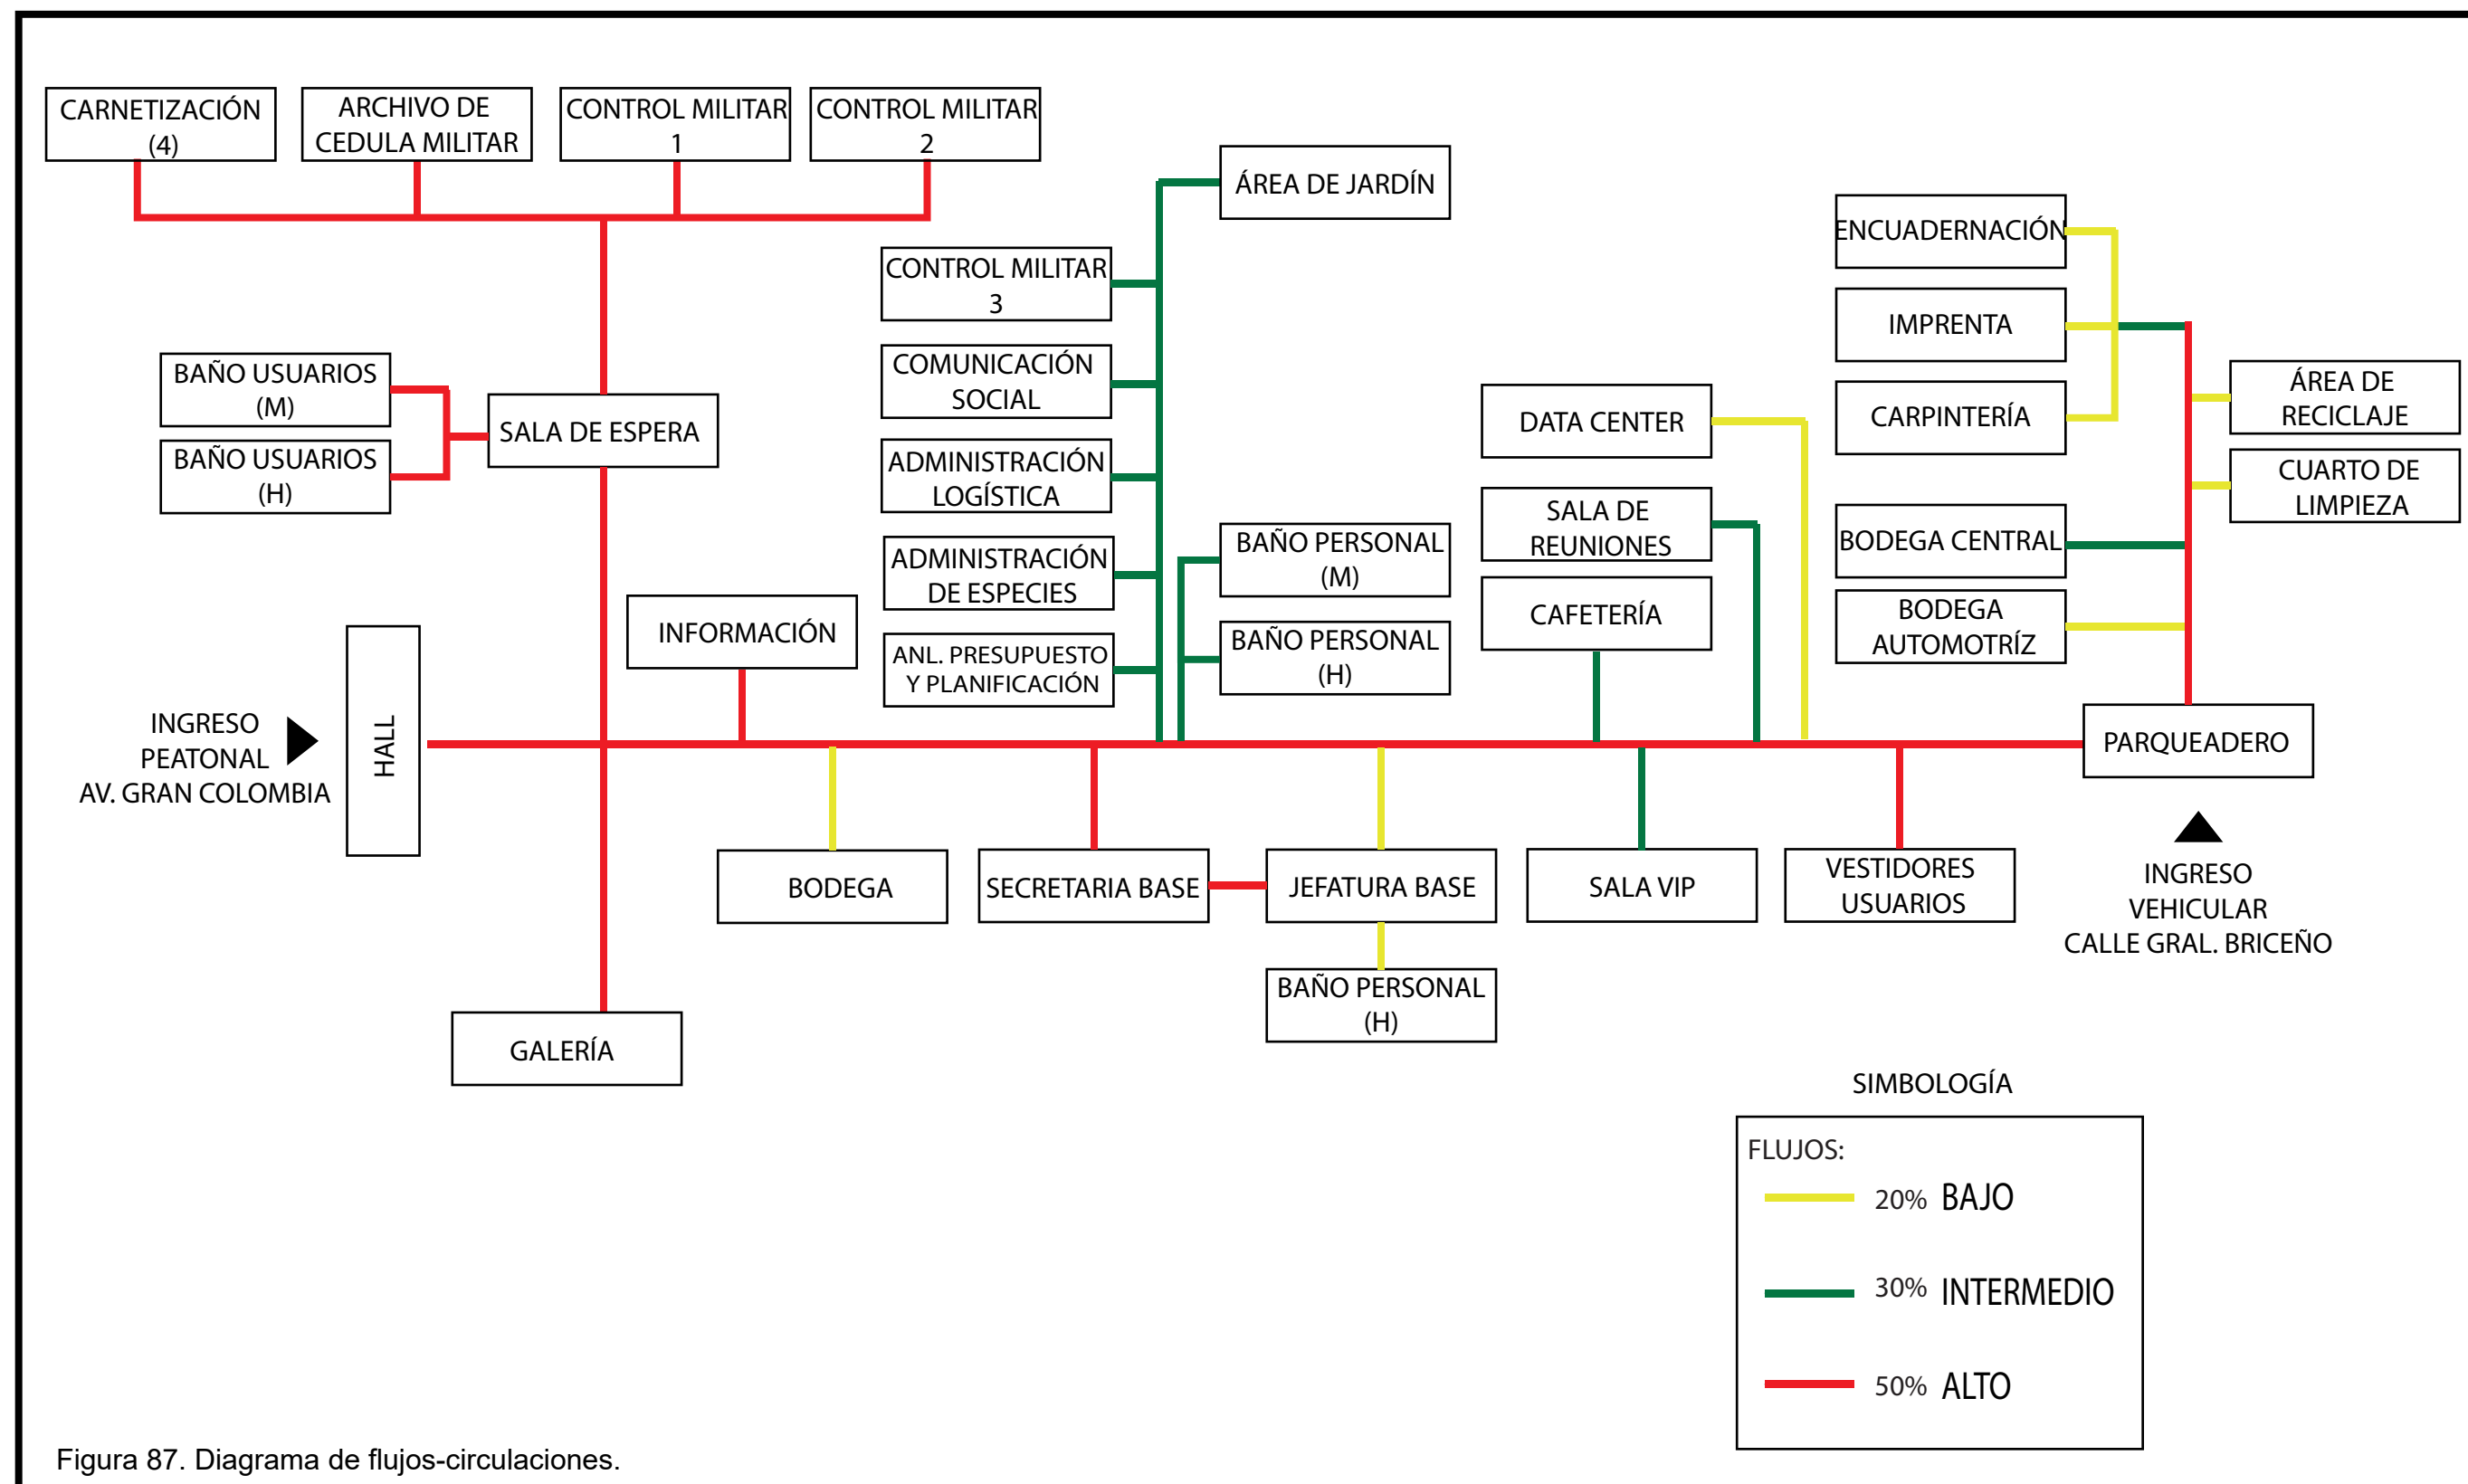 CARNETIZACIÓN
(4)
ARCHIVO DE
CEDULA MILITAR
CONTROL MILITAR
1
CONTROL MILITAR
2
ÁREA DE JARDÍN
CONTROL MILITAR
3
COMUNICACIÓN
SOCIAL
ADMINISTRACIÓN
LOGÍSTICA
ADMINISTRACIÓN
DE ESPECIES
ANL. PRESUPUESTO
Y PLANIFICACIÓN
BAÑO USUARIOS
(M)
BAÑO USUARIOS
(H)
SALA DE ESPERA
INFORMACIÓN
BAÑO PERSONAL
(M)
BAÑO PERSONAL
(H)
DATA CENTER
SALA DE
REUNIONES
CAFETERÍA
ENCUADERNACIÓN
IMPRENTA
CARPINTERÍA
BODEGA CENTRAL
BODEGA
AUTOMOTRÍZ
ÁREA DE
RECICLAJE
CUARTO DE
LIMPIEZA
INGRESO
PEATONAL
AV. GRAN COLOMBIA
HALL
PARQUEADERO
BODEGA
SECRETARIA BASE
JEFATURA BASE
SALA VIP
VESTIDORES
USUARIOS
INGRESO
VEHICULAR
CALLE GRAL. BRICEÑO
BAÑO PERSONAL
(H)
GALERÍA
SIMBOLOGÍA
FLUJOS:
20% BAJO
30% INTERMEDIO
50% ALTO
Figura 87. Diagrama de flujos-circulaciones.